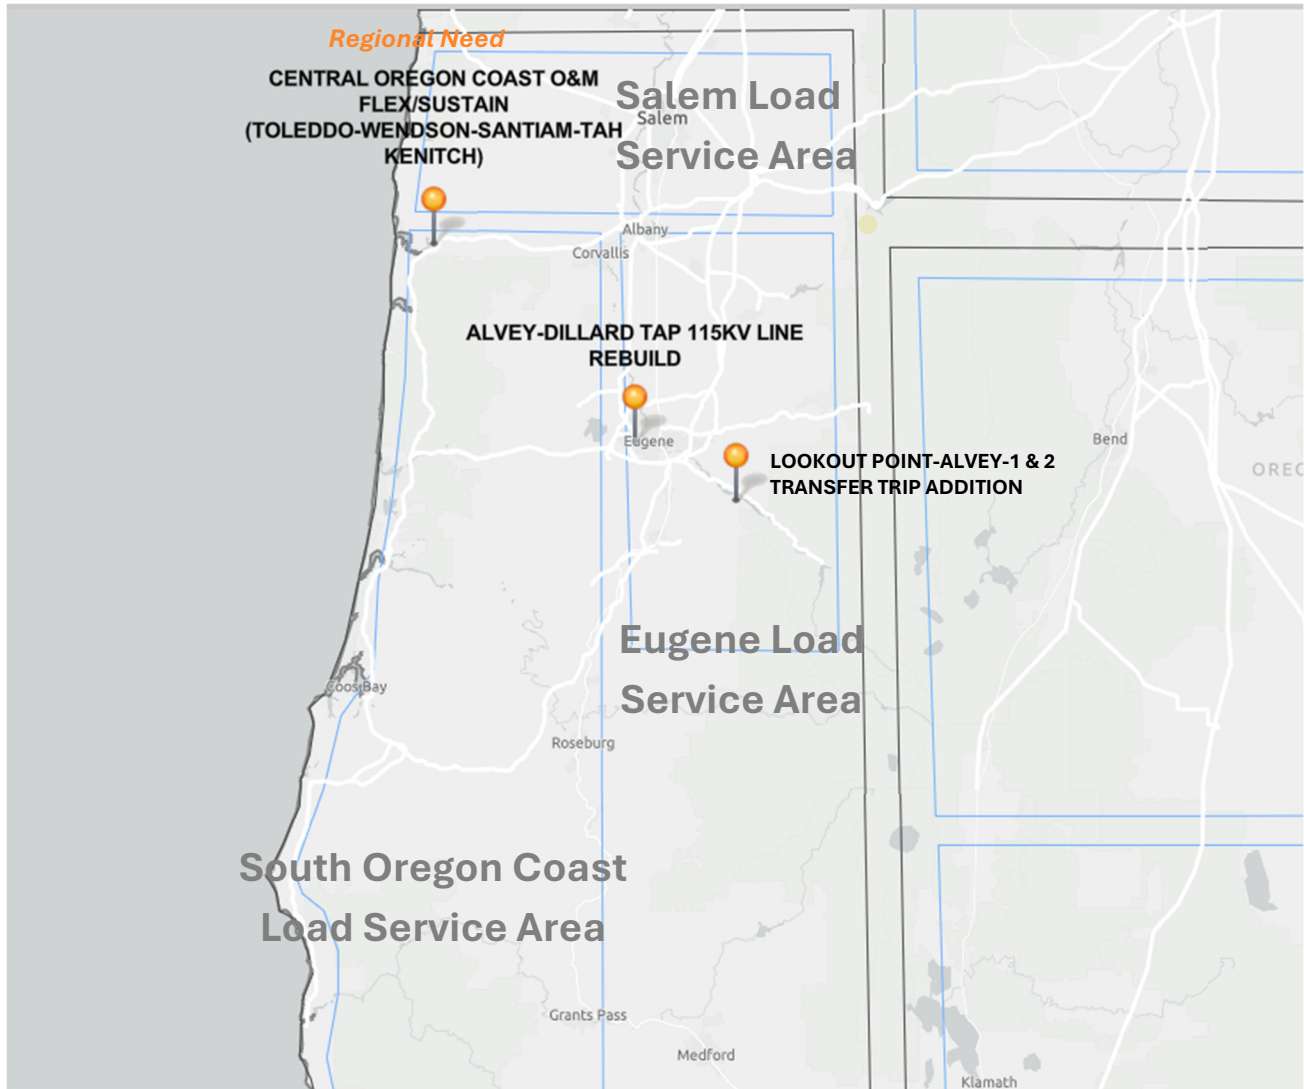 Regional Need
CENTRAL OREGON COAST O&M
FLEX/SUSTAIN
(TOLEDDO-WENDSON-SANTIAM-TAH
KENITCH)
Salem Load
Service Area
Salem
Albany
Corvallis
ALVEY-DILLARD TAP 115KV LINE
REBUILD
Eugene
LOOKOUT POINT-ALVEY-1 & 2
TRANSFER TRIP ADDITION
Bend
OREG
Eugene Load
Service Area
Coos Bay
Roseburg
South Oregon Coast
Load Service Area
Grants Pass
Medford
Klamath